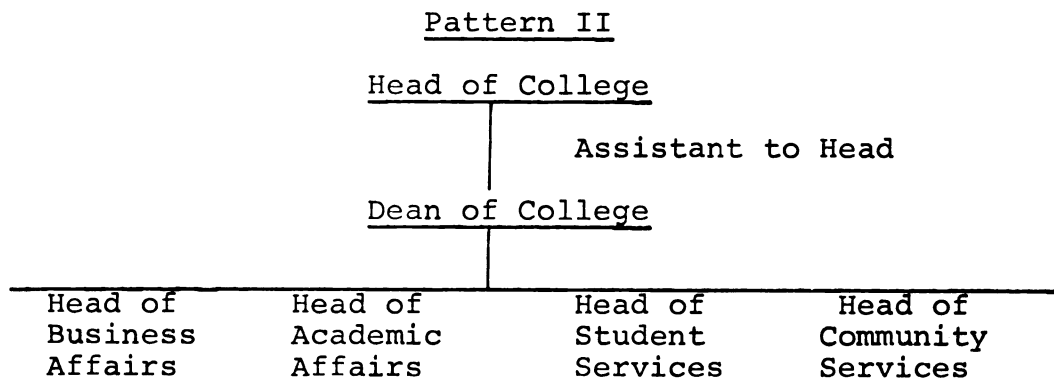 Pattern II
Head of College
Assistant to Head
Dean of College
Head of Business Affairs
Head of Academic Affairs
Head of Student Services
Head of Community Services